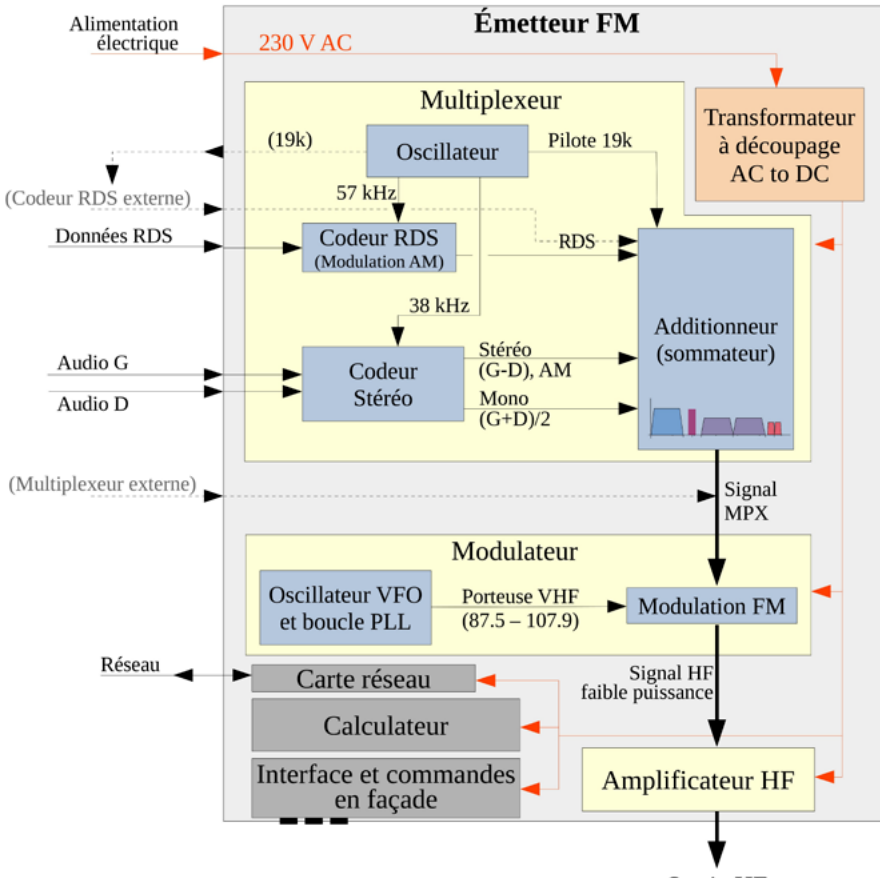 Émetteur FM
Alimentation
électrique
230 V AC
Multiplexeur
Transformateur
à découpage
AC to DC
(19k)
Oscillateur
Pilote 19k
57 kHz
(Codeur RDS externe)
Données RDS
Codeur RDS
(Modulation AM)
RDS
38 kHz
Additionneur
(sommateur)
Audio G
Audio D
Codeur
Stéréo
Stéréo
(G-D), AM
Mono
(G+D)/2
(Multiplexeur externe)
Signal
MPX
Modulateur
Oscillateur VFO
et boucle PLL
Porteuse VHF
(87.5 – 107.9)
Modulation FM
Réseau
Carte réseau
Signal HF
faible puissance
Calculateur
Interface et commandes
en façade
Amplificateur HF